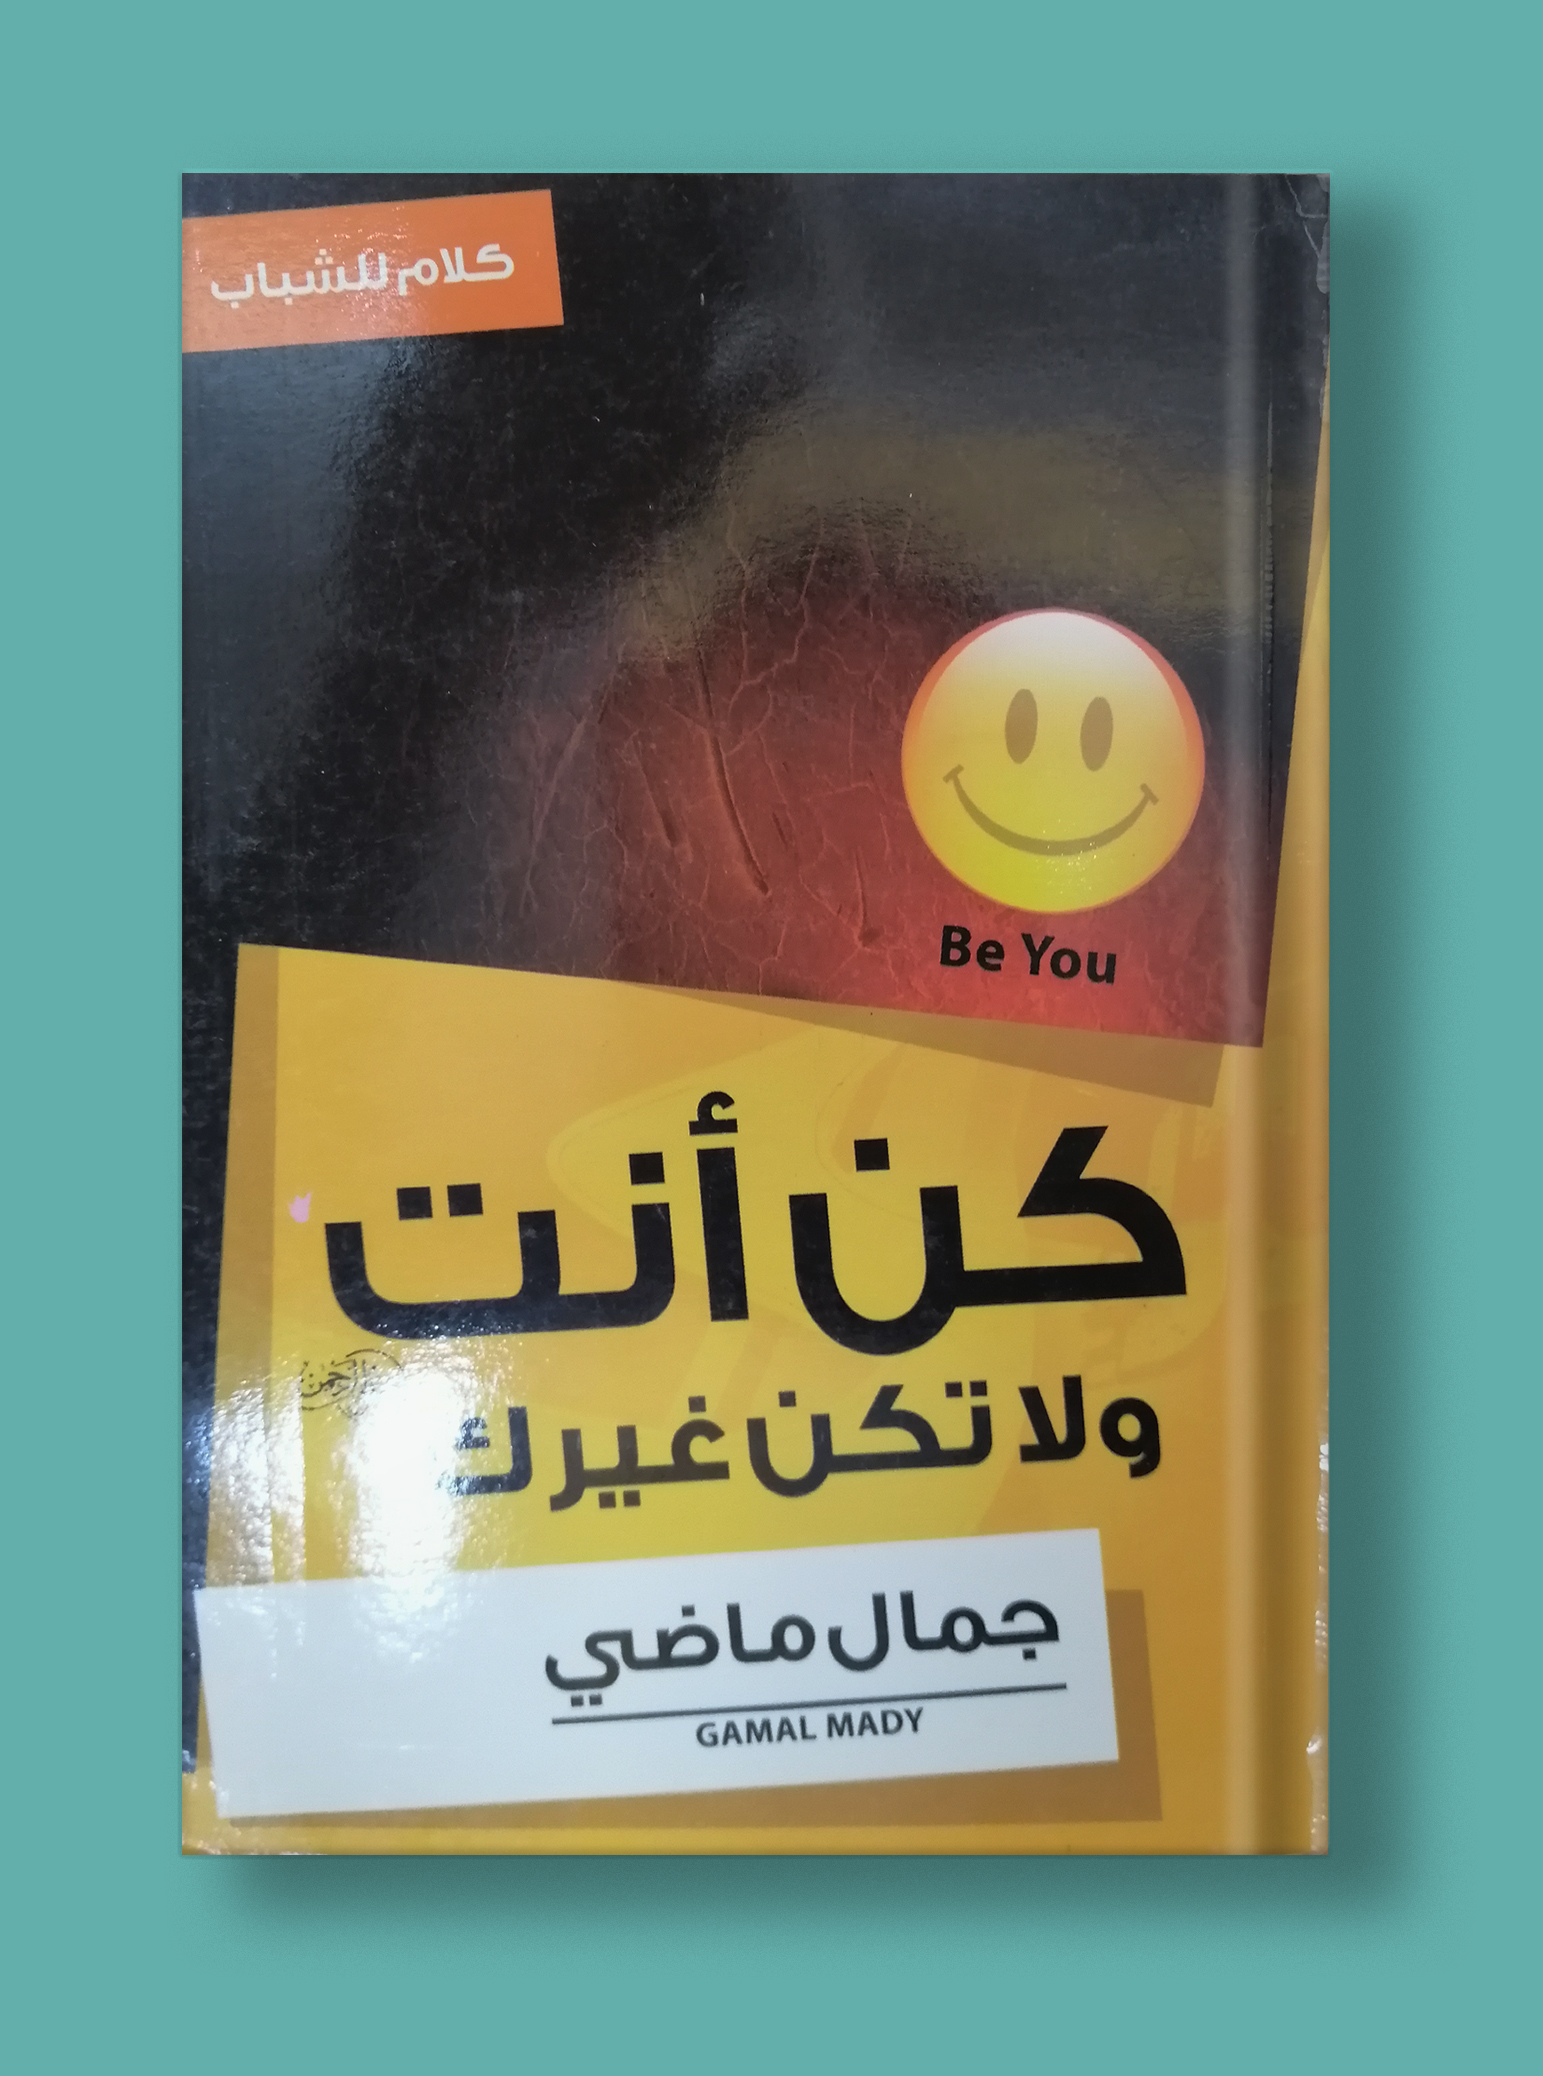 كلام للشباب
Be You
كن أنت
ولا تكن غيرك
جمال ماضي
GAMAL MADY